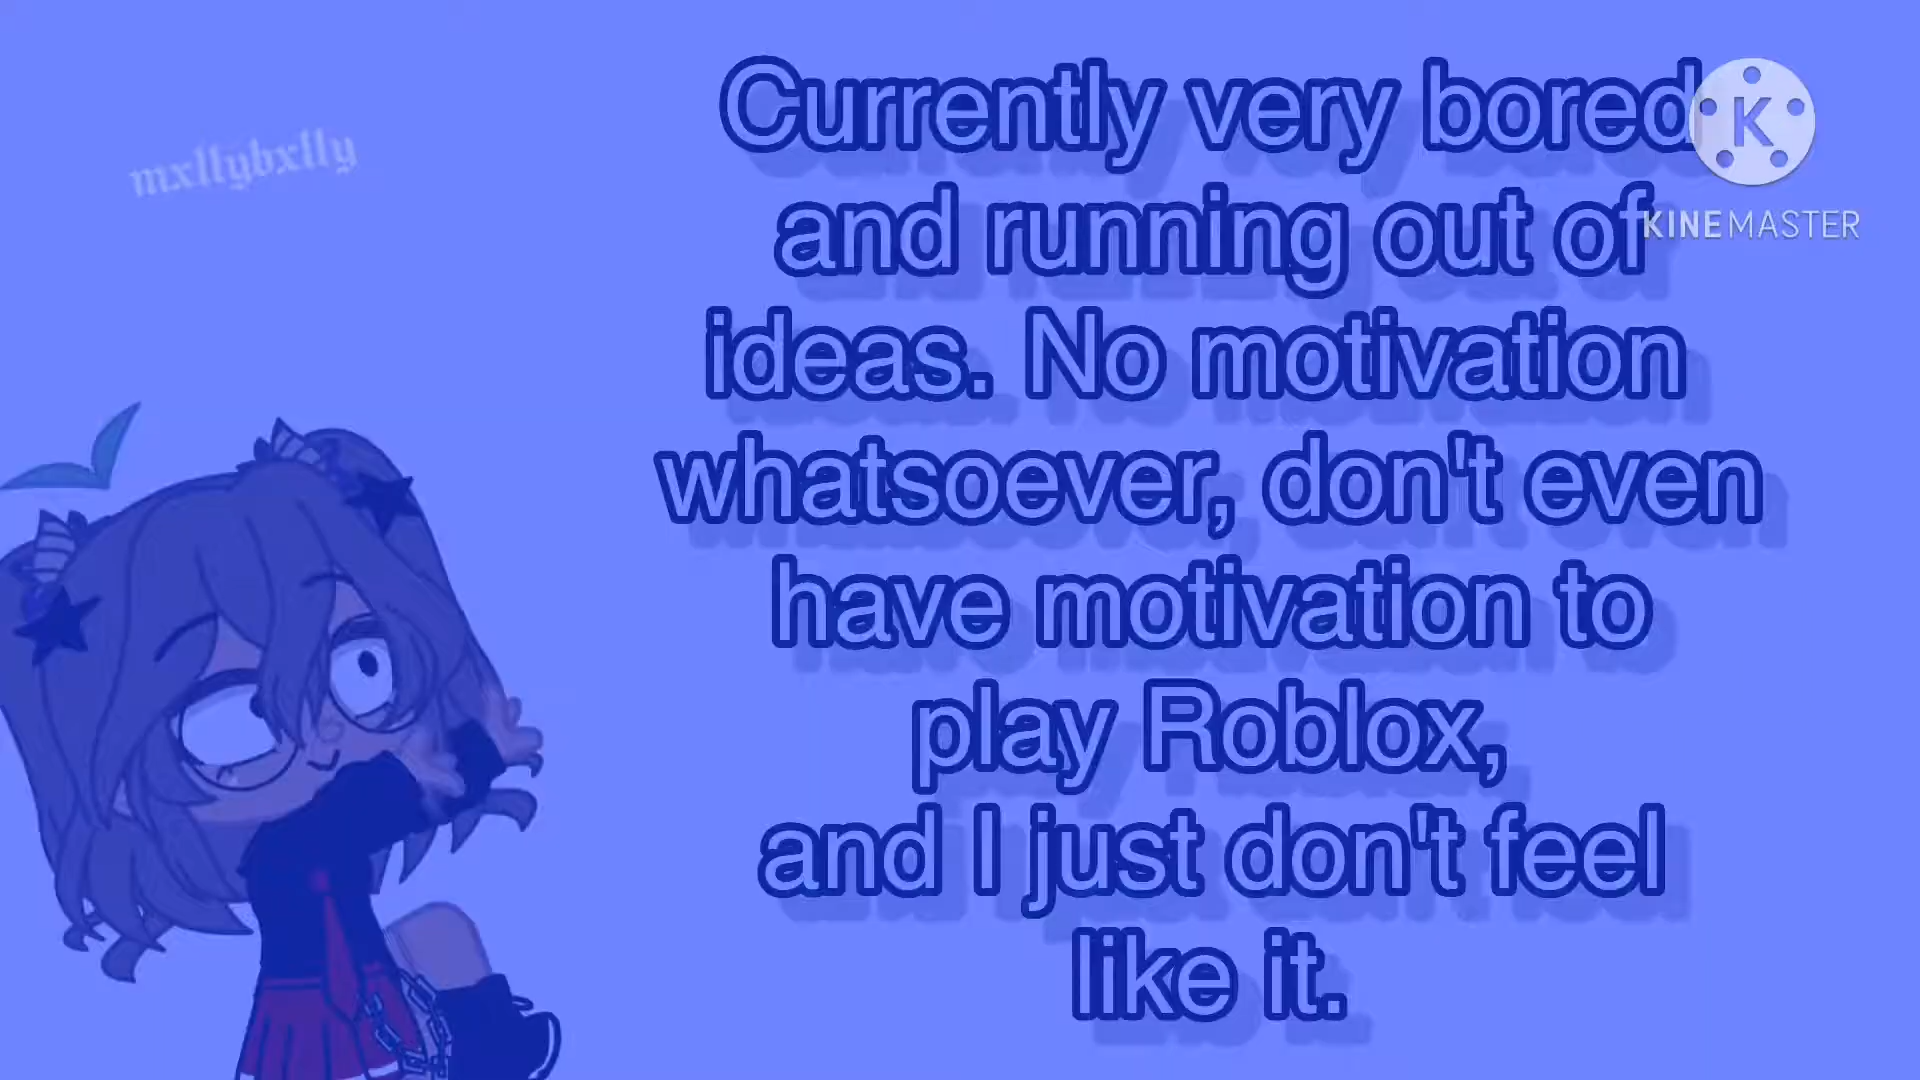 mxllybxlly
Currently very bored
and running out of
ideas. No motivation
whatsoever, don't even
have motivation to
play Roblox,
and I just don't feel
like it.
K
KINEMASTER